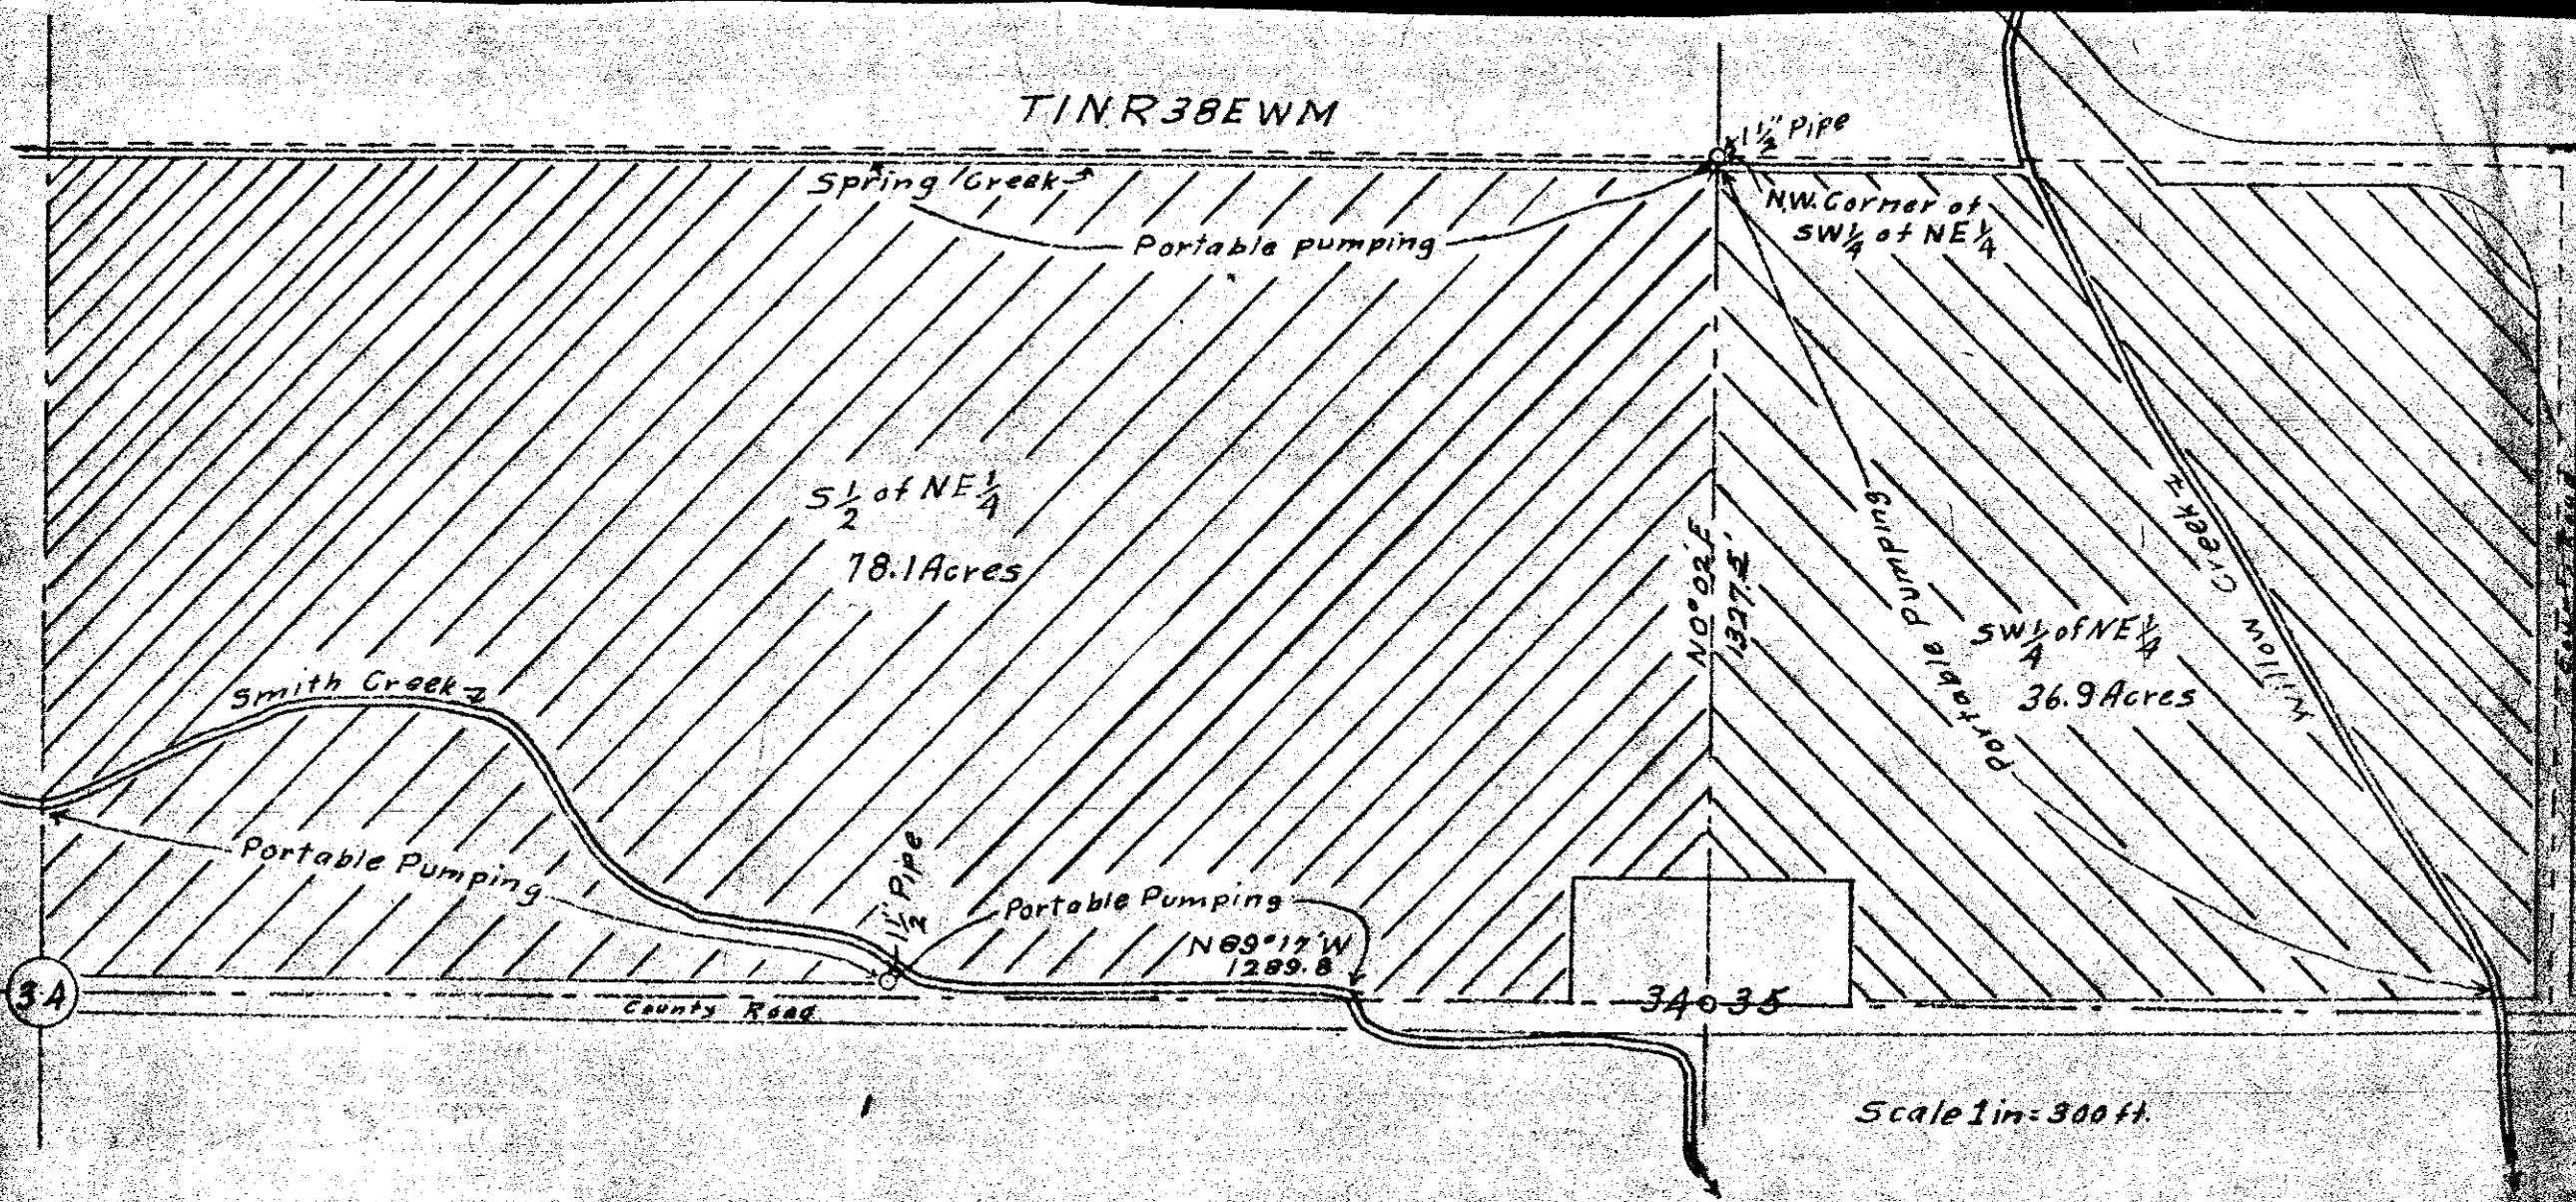 T1N.R38EWM
1½" Pipe
Spring Creek
N.W. Corner of
SW¼ of NE¼
Portable pumping
S½ of NE¼
78.1 Acres
N0°02'E
1327.5'
Portable pumping
Willow Creek
SW¼ of NE¼
36.9 Acres
Smith Creek
Portable Pumping
1½" Pipe
Portable Pumping
N89°17'W
1289.8
34
County Road
34 35
Scale 1in=300ft.